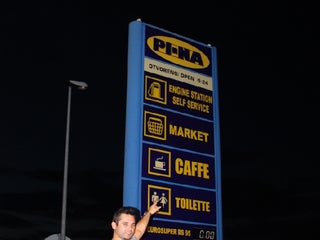 PI-NA
OTVORENO/OPEN 0-24
ENGINE STATION
SELF SERVICE
MARKET
CAFFE
TOILETTE
EUROSUPER BS 95